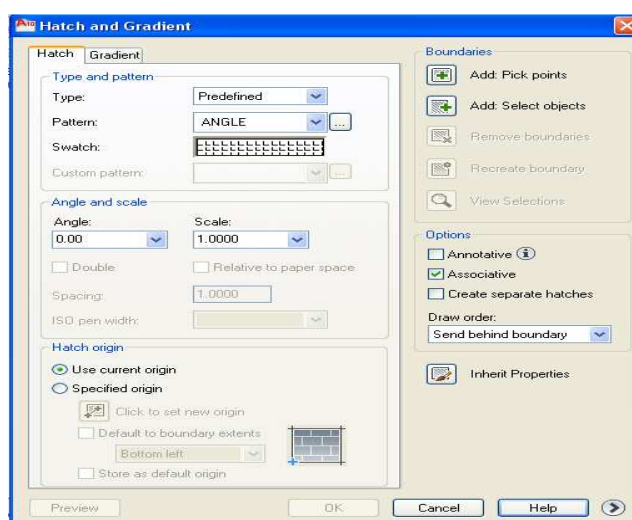 Hatch and Gradient
Hatch Gradient
Type and pattern
Type: Predefined
Pattern: ANGLE ...
Swatch:
Custom pattern: ...
Angle and scale
Angle: Scale:
0.00 1.0000
Double Relative to paper space
Spacing: 1.0000
ISO pen width:
Hatch origin
Use current origin
Specified origin
Click to set new origin
Default to boundary extents
Bottom left
Store as default origin
Boundaries
Add: Pick points
Add: Select objects
Remove boundaries
Recreate boundary
View Selections
Options
Annotative
Associative
Create separate hatches
Draw order:
Send behind boundary
Inherit Properties
Preview OK Cancel Help